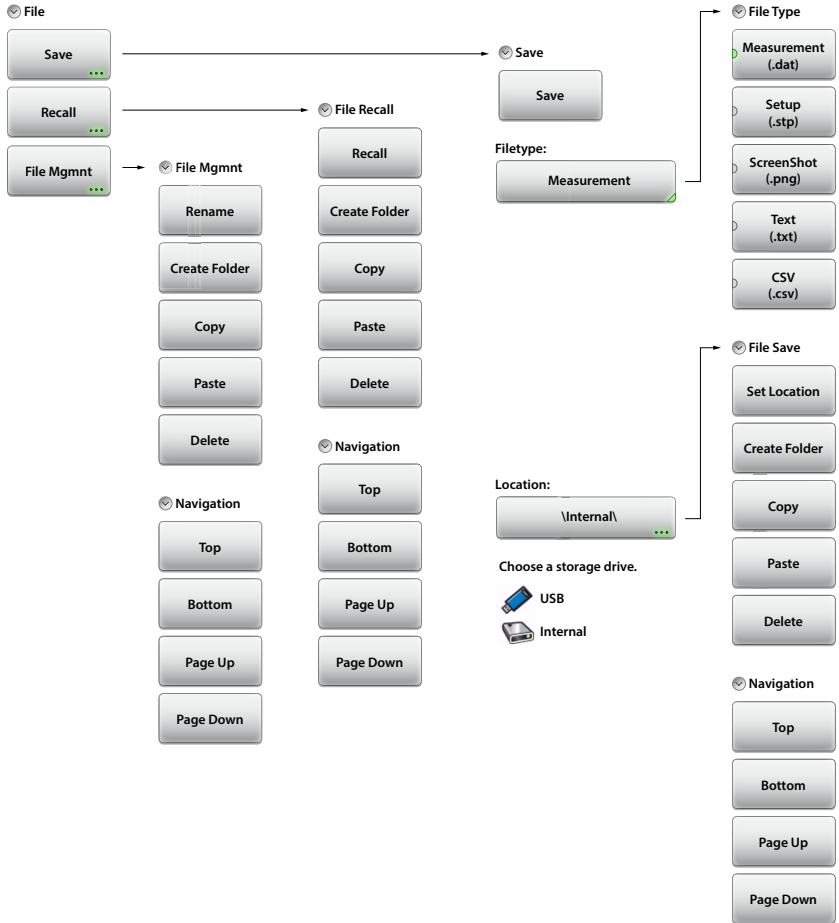 File
Save
Recall
File Mgmnt
File Mgmnt
Rename
Create Folder
Copy
Paste
Delete
Navigation
Top
Bottom
Page Up
Page Down
File Recall
Recall
Create Folder
Copy
Paste
Delete
Navigation
Top
Bottom
Page Up
Page Down
Save
Save
Filetype:
Measurement
Location:
\Internal\
Choose a storage drive.
USB
Internal
File Type
Measurement
(.dat)
Setup
(.stp)
ScreenShot
(.png)
Text
(.txt)
CSV
(.csv)
File Save
Set Location
Create Folder
Copy
Paste
Delete
Navigation
Top
Bottom
Page Up
Page Down